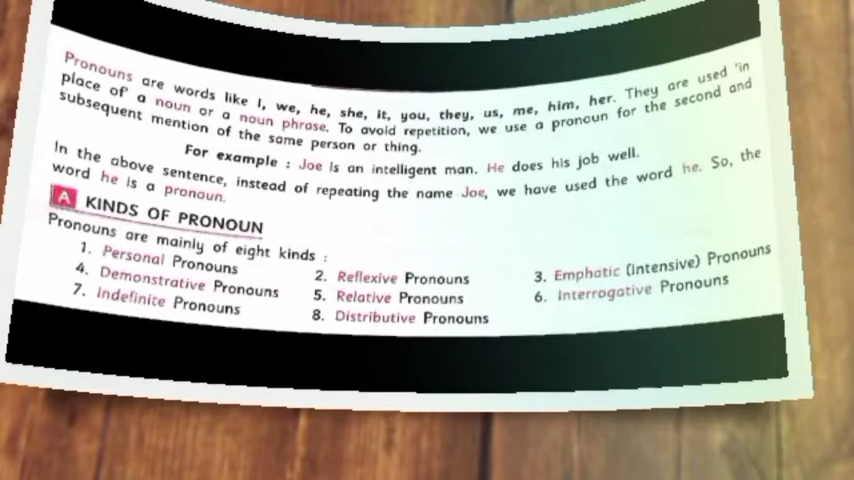 Pronouns are words like I, we, he, she, it, you, they, us, me, him, her. They are used 'in
place of' a noun or a noun phrase. To avoid repetition, we use a pronoun for the second and
subsequent mention of the same person or thing.
For example : Joe is an intelligent man. He does his job well.
In the above sentence, instead of repeating the name Joe, we have used the word he. So, the
word he is a pronoun.
A KINDS OF PRONOUN
Pronouns are mainly of eight kinds :
1. Personal Pronouns 2. Reflexive Pronouns 3. Emphatic (Intensive) Pronouns
4. Demonstrative Pronouns 5. Relative Pronouns 6. Interrogative Pronouns
7. Indefinite Pronouns 8. Distributive Pronouns